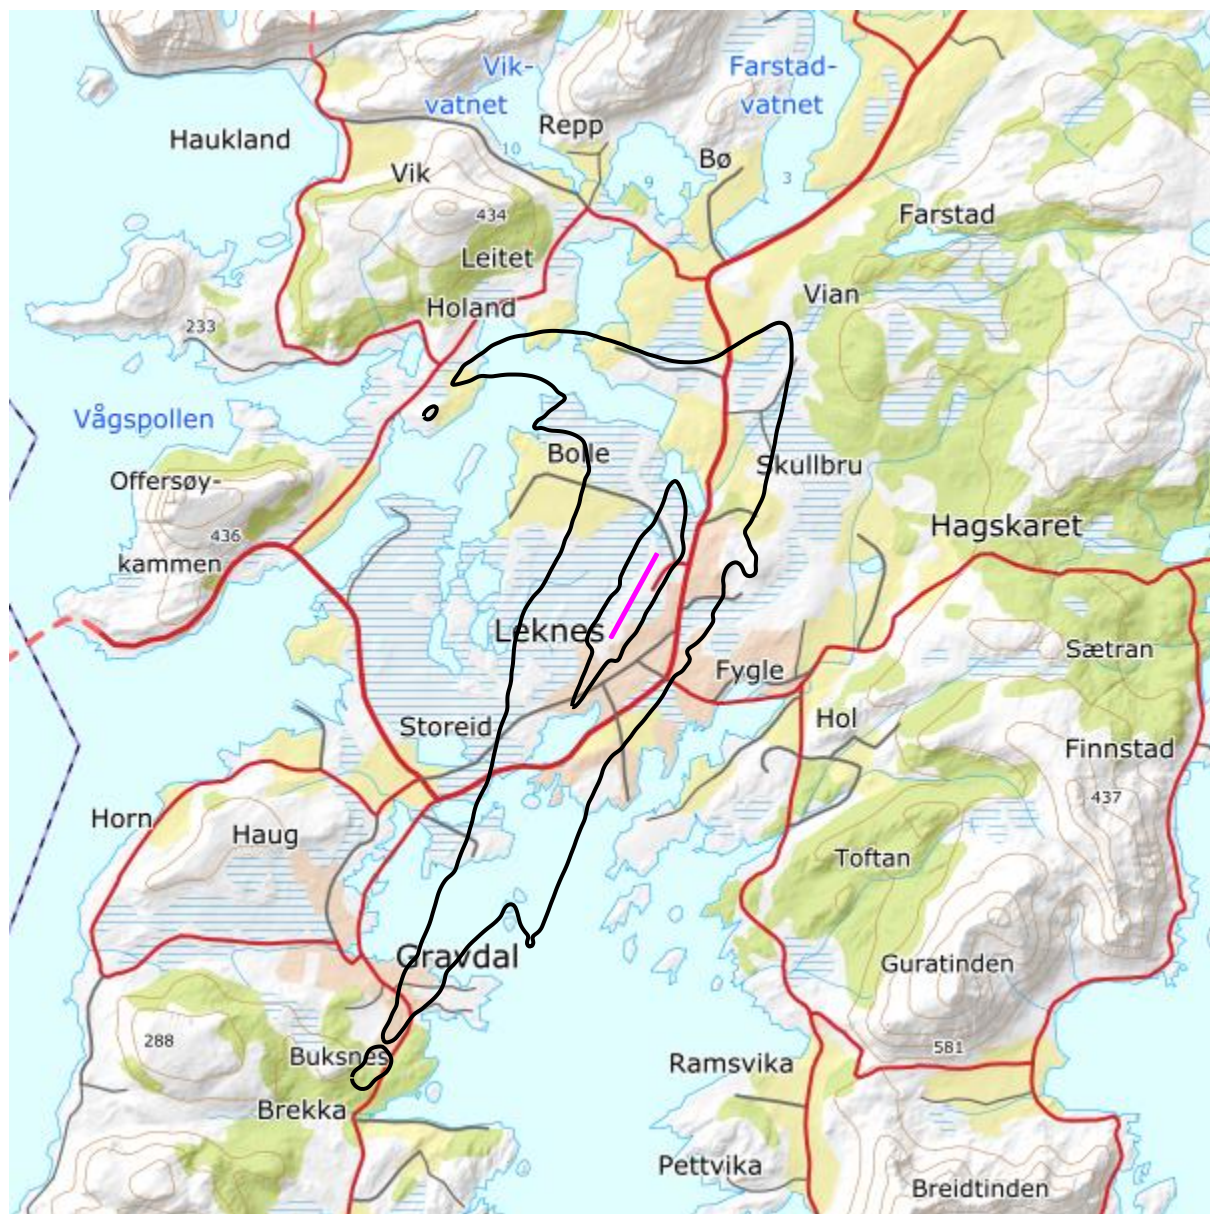 Vik-
vatnet
Farstad-
vatnet
Haukland
Repp
10
Bø
Vik
9
3
434
Farstad
Leitet
Holand
Vian
233
Vågspollen
Bolle
Skullbru
Offersøy-
kammen
436
Hagskaret
Leknes
Sætran
Fygle
Storeid
Hol
Finnstad
437
Horn
Haug
Toftan
Gravdal
Guratinden
288
Buksnes
581
Ramsvika
Brekka
Pettvika
Breidtinden